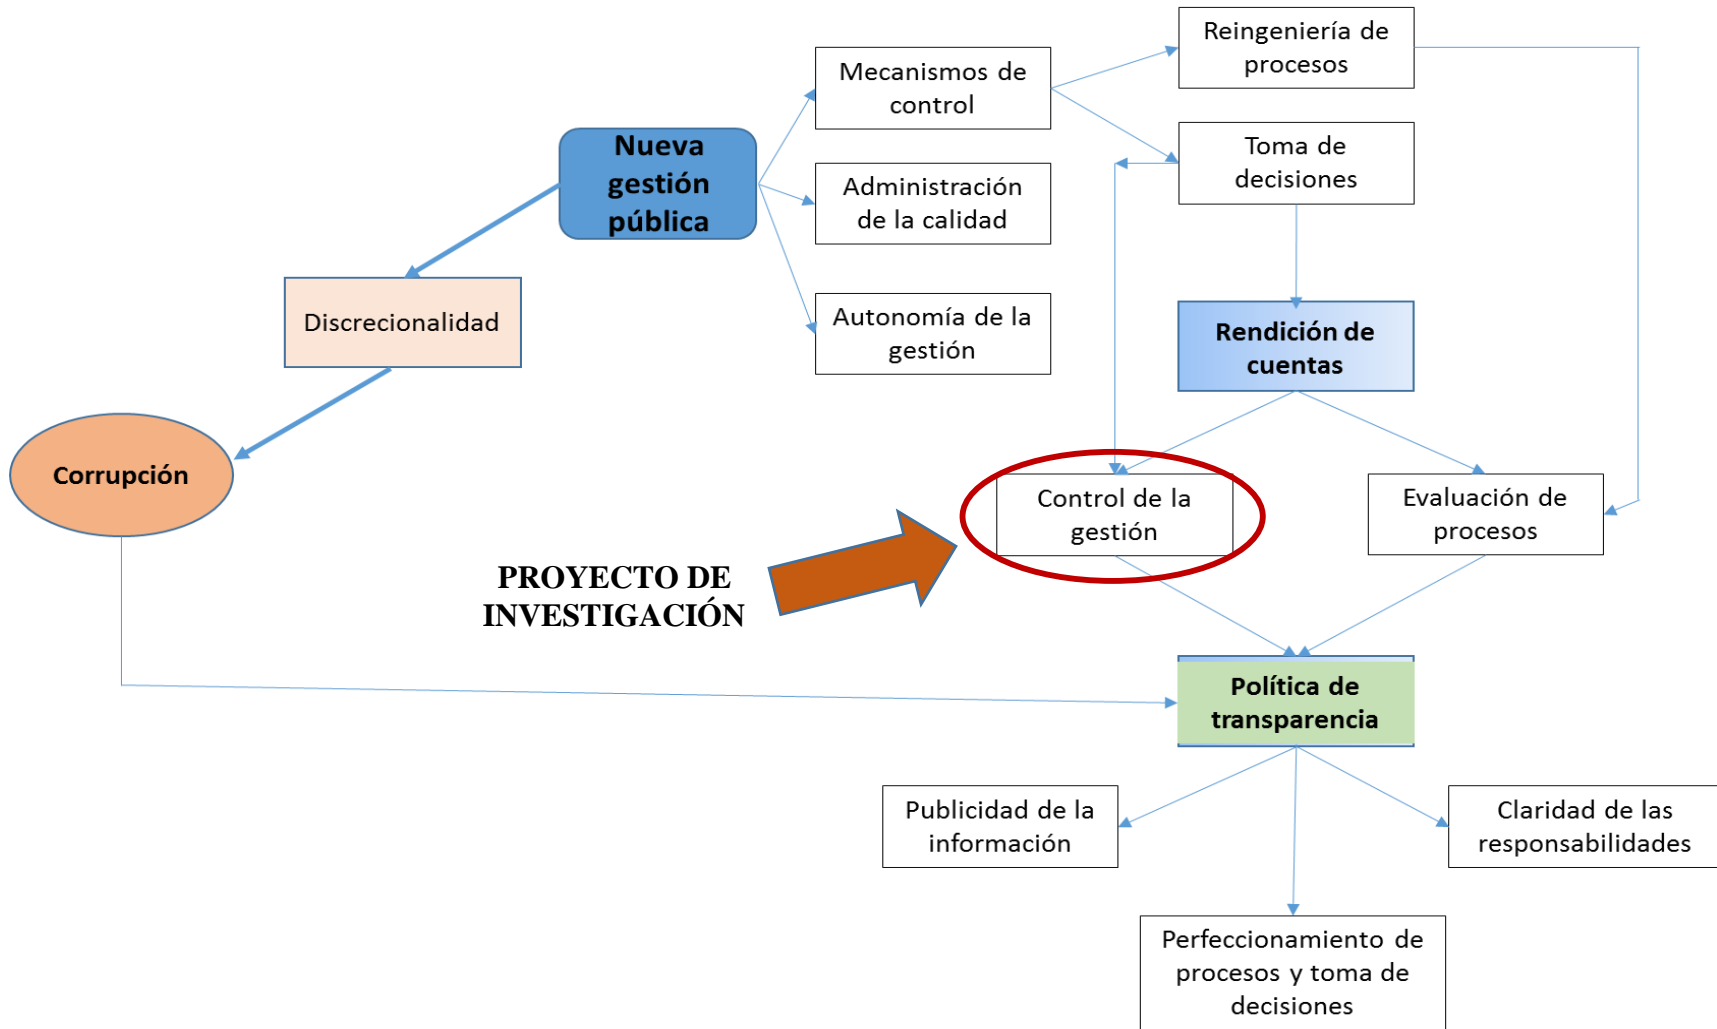 Reingeniería de
procesos
Mecanismos de
control
Nueva
gestión
pública
Toma de
decisiones
Administración
de la calidad
Discrecionalidad
Autonomía de la
gestión
Rendición de
cuentas
Corrupción
Control de la
gestión
Evaluación de
procesos
PROYECTO DE
INVESTIGACIÓN
Política de
transparencia
Publicidad de la
información
Claridad de las
responsabilidades
Perfeccionamiento de
procesos y toma de
decisiones